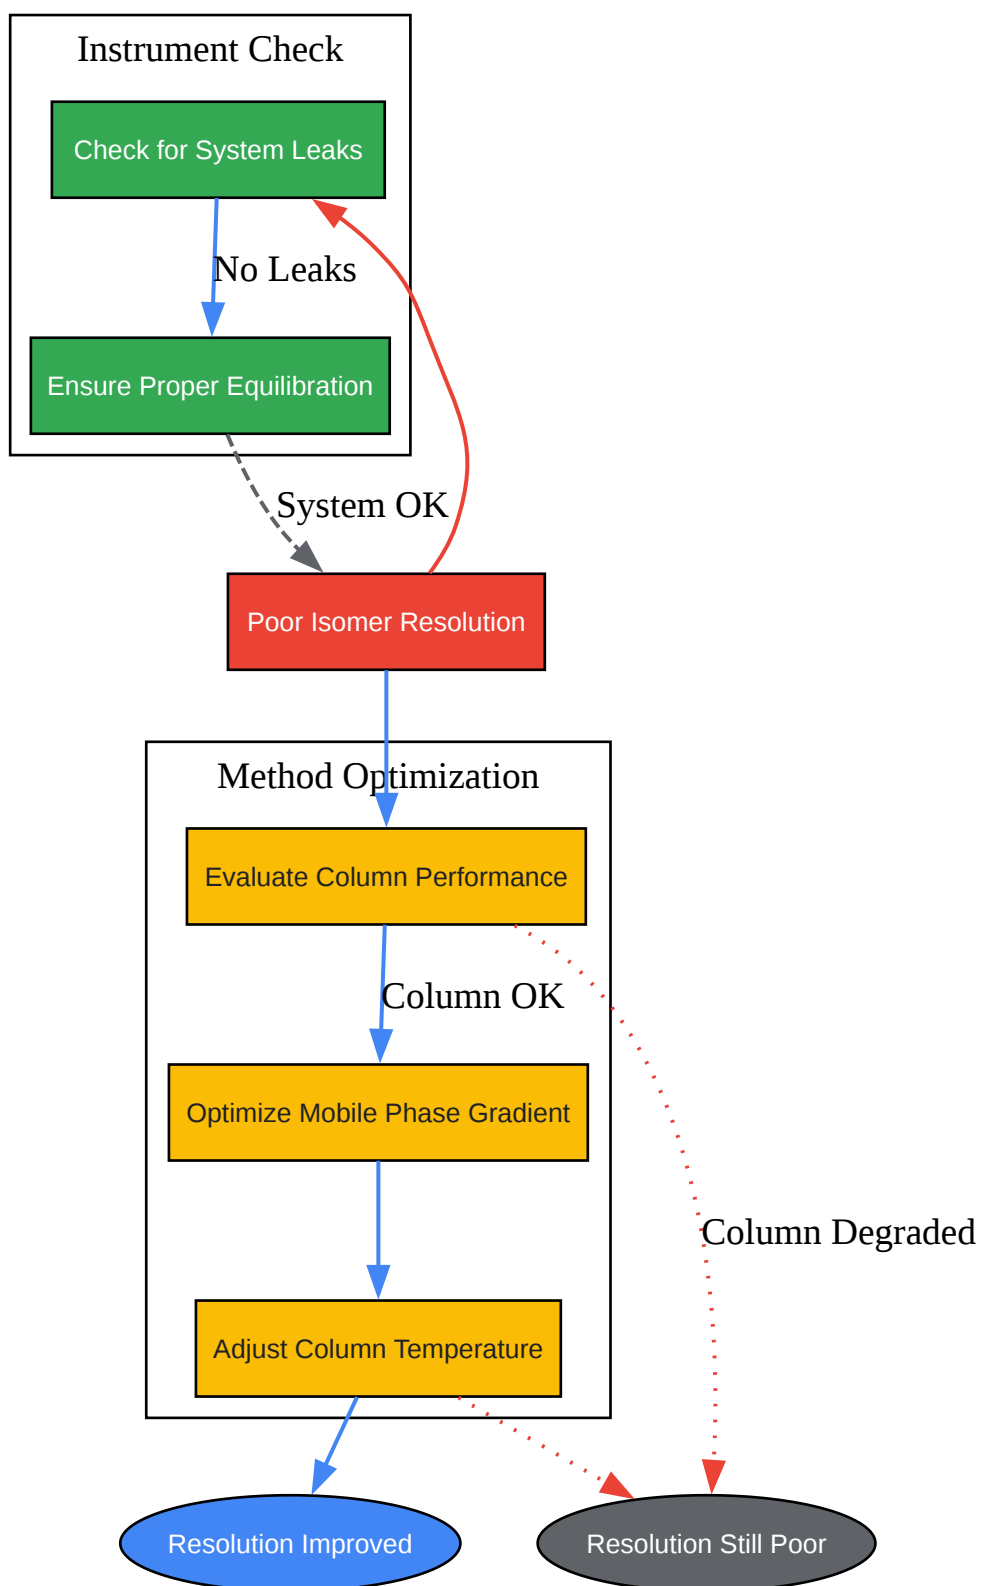 Instrument Check
Check for System Leaks
No Leaks
Ensure Proper Equilibration
System OK
Poor Isomer Resolution
Method Optimization
Evaluate Column Performance
Column OK
Optimize Mobile Phase Gradient
Column Degraded
Adjust Column Temperature
Resolution Improved
Resolution Still Poor